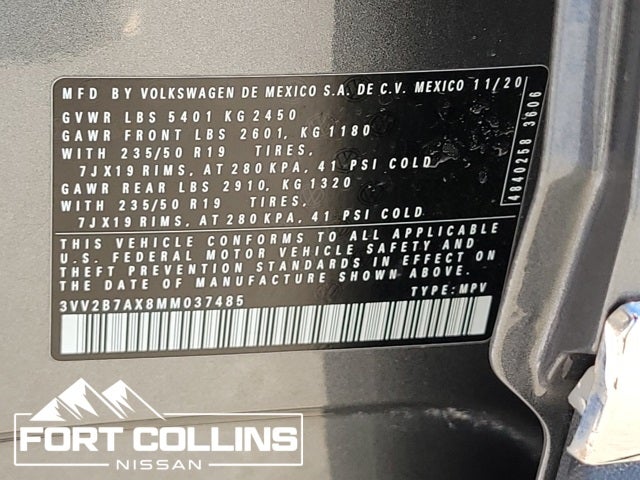 MFD BY VOLKSWAGEN DE MEXICO S.A. DE C.V. MEXICO 11/20
GVWR LBS 5401 KG 2450
GAWR FRONT LBS 2601, KG 1180
WITH 235/50 R19 TIRES,
7JX19 RIMS, AT 280 KPA, 41 PSI COLD
GAWR REAR LBS 2910, KG 1320
WITH 235/50 R19 TIRES,
7JX19 RIMS, AT 280 KPA, 41 PSI COLD
4840258 3606
THIS VEHICLE CONFORMS TO ALL APPLICABLE
U.S. FEDERAL MOTOR VEHICLE SAFETY AND
THEFT PREVENTION STANDARDS IN EFFECT ON
THE DATE OF MANUFACTURE SHOWN ABOVE.
3VV2B7AX8MM037485 TYPE: MPV
FORT COLLINS
NISSAN